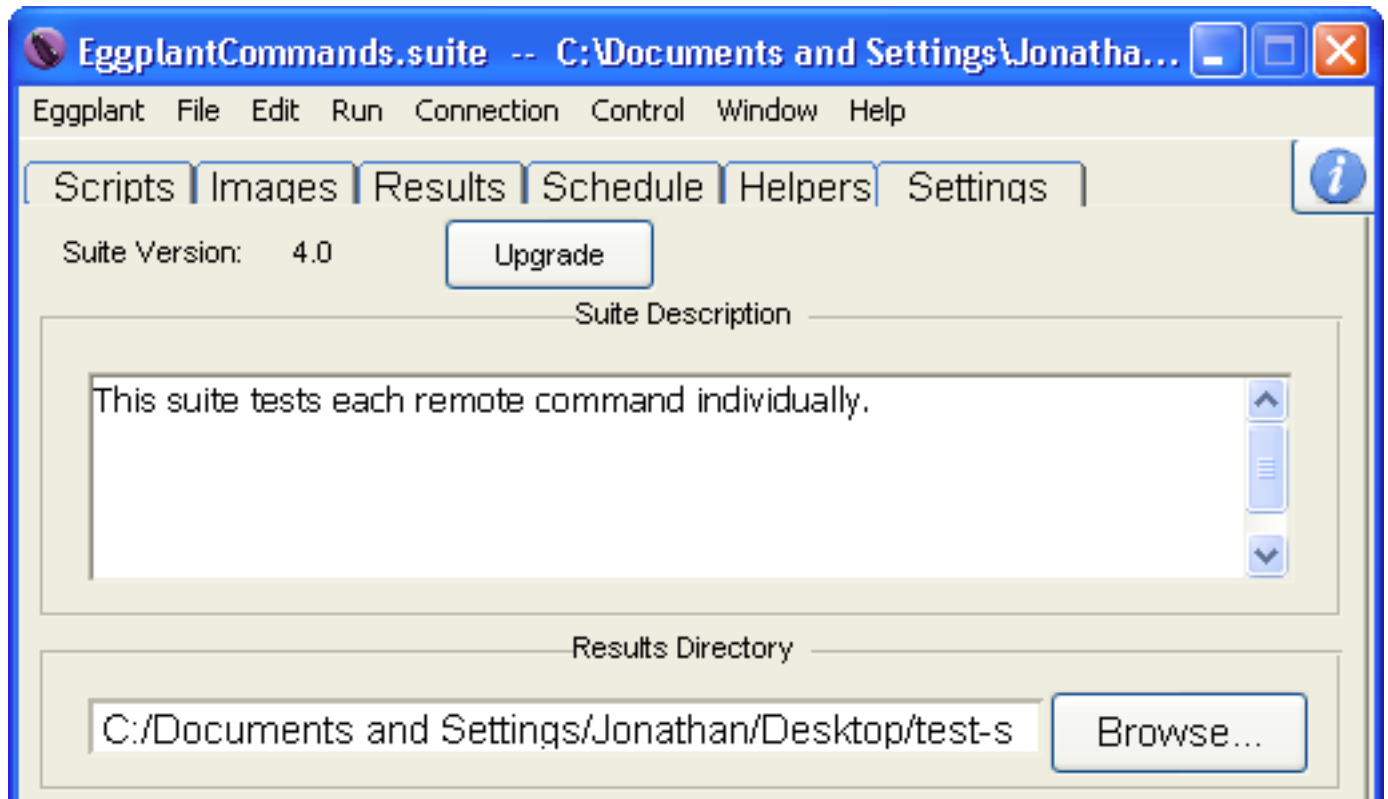 EggplantCommands.suite -- C:\Documents and Settings\Jonatha...
Eggplant File Edit Run Connection Control Window Help
Scripts Images Results Schedule Helpers Settings
Suite Version: 4.0 Upgrade
Suite Description
This suite tests each remote command individually.
Results Directory
C:/Documents and Settings/Jonathan/Desktop/test-s Browse...